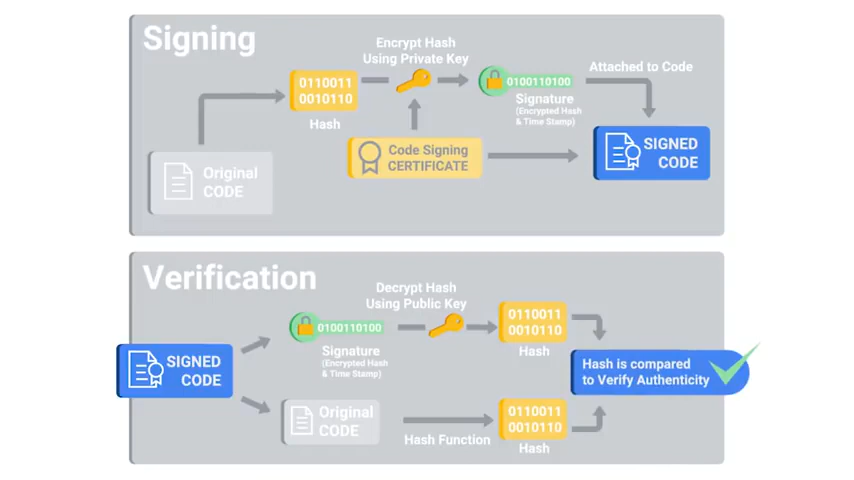 Signing
Encrypt Hash
Using Private Key
Attached to Code
0110011
0010110
Hash
0100110100
Signature
(Encrypted Hash
& Time Stamp)
Original
CODE
Code Signing
CERTIFICATE
SIGNED
CODE
Verification
Decrypt Hash
Using Public Key
0100110100
Signature
(Encrypted Hash
& Time Stamp)
0110011
0010110
Hash
SIGNED
CODE
Hash is compared
to Verify Authenticity
Original
CODE
Hash Function
0110011
0010110
Hash